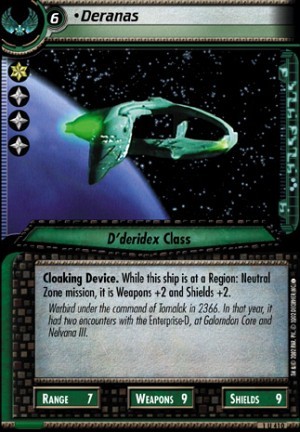 6 •Deranas
D'deridex Class
Cloaking Device. While this ship is at a Region: Neutral
Zone mission, it is Weapons +2 and Shields +2.
Warbird under the command of Tomalak in 2366. In that year, it
had two encounters with the Enterprise-D, at Galorndon Core and
Nelvana III.
RANGE 7 WEAPONS 9 SHIELDS 9